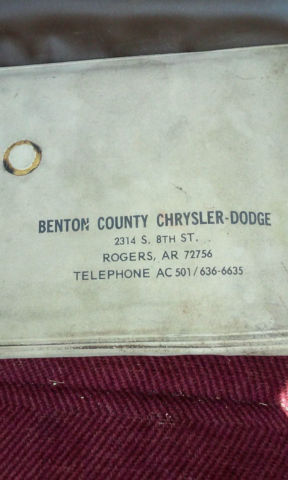 BENTON COUNTY CHRYSLER-DODGE
2314 S. 8TH ST.
ROGERS, AR 72756
TELEPHONE AC 501/636-6635